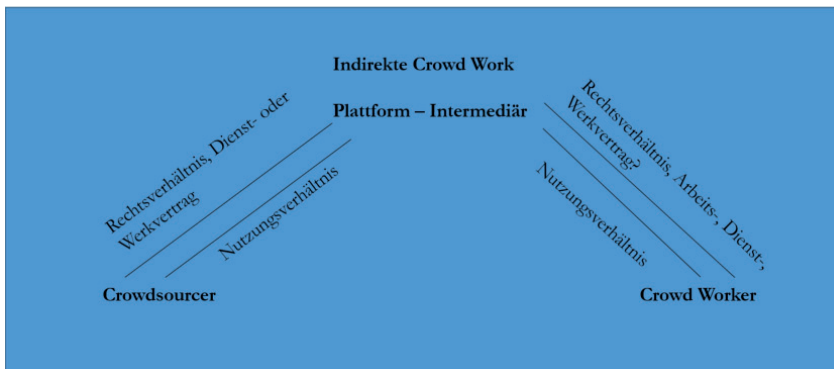 Indirekte Crowd Work
Plattform – Intermediär
Rechtsverhältnis, Dienst- oder
Werkvertrag
Nutzungsverhältnis
Rechtsverhältnis, Arbeits-, Dienst-,
Werkvertrag?
Nutzungsverhältnis
Crowdsourcer
Crowd Worker